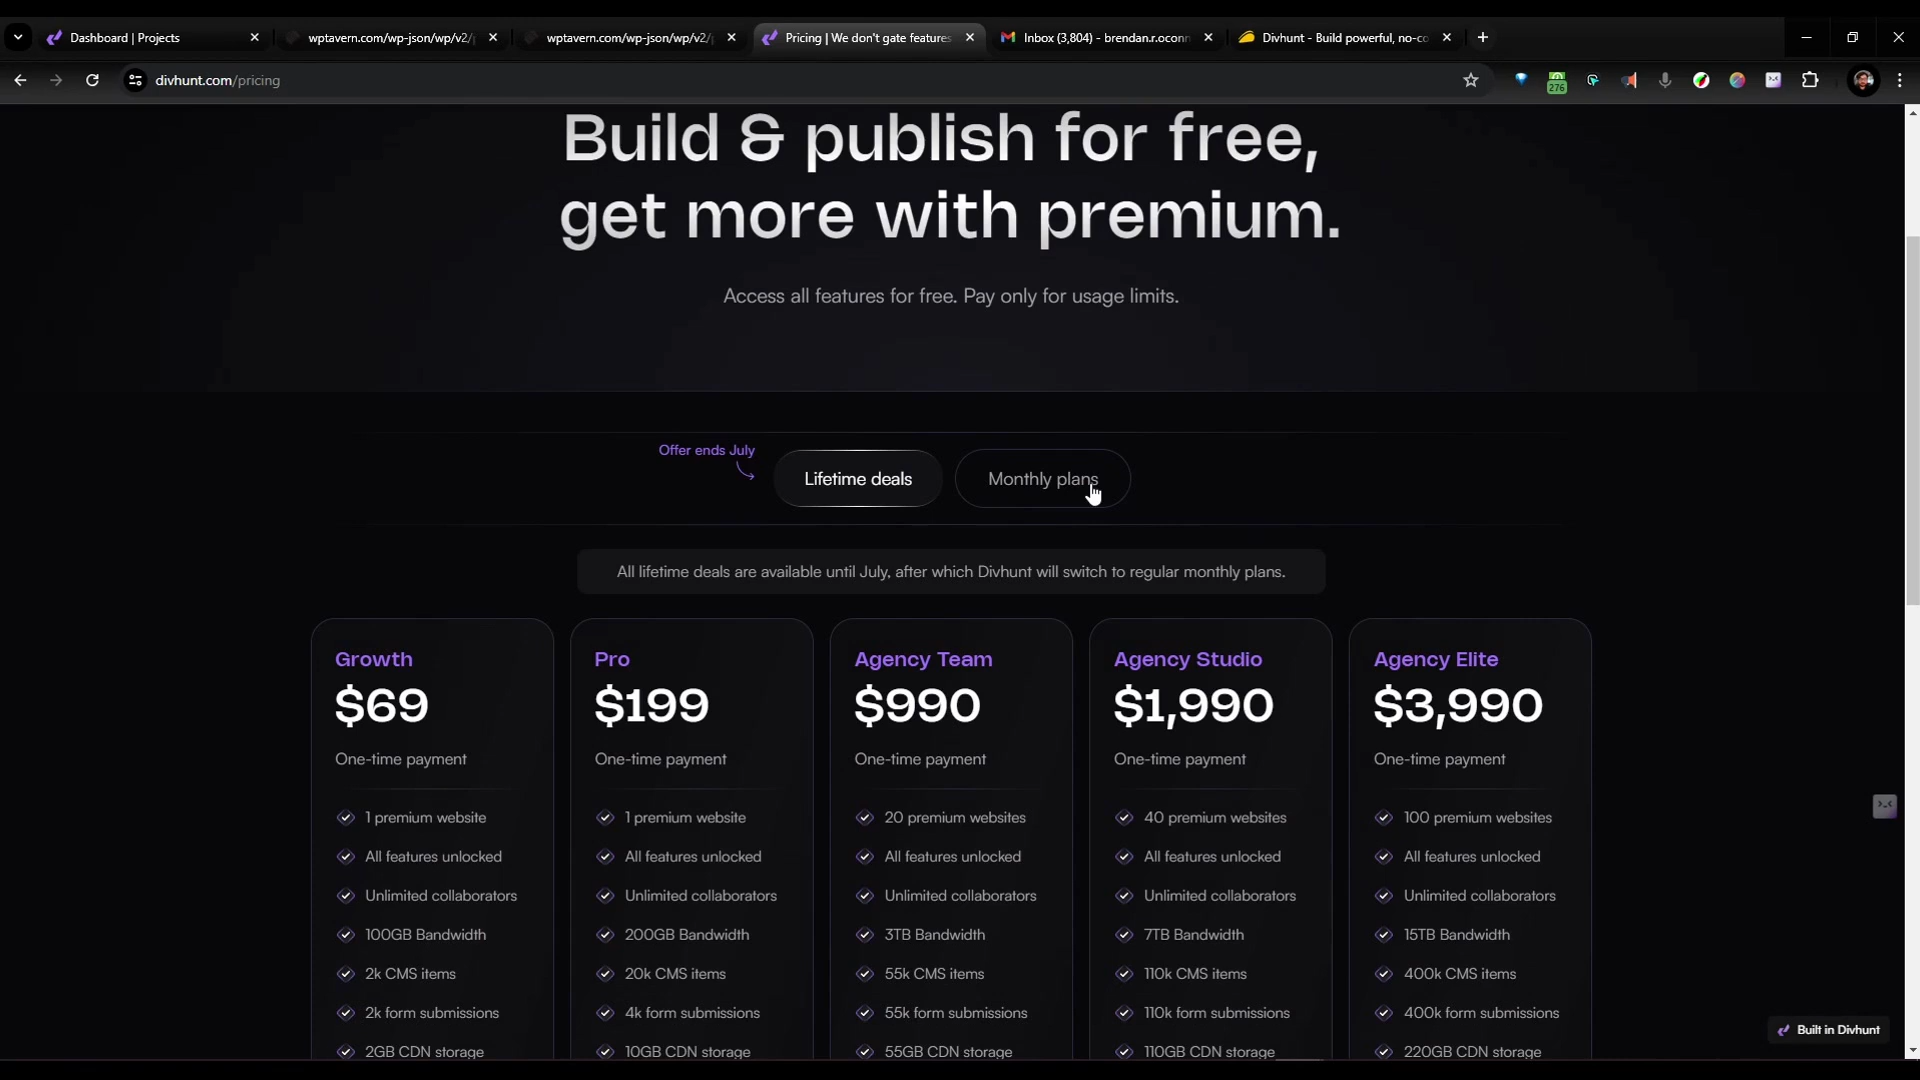 Dashboard | Projects
wptavern.com/wp-json/wp/v2/
wptavern.com/wp-json/wp/v2/
Pricing | We don't gate features
Inbox (3,804) - brendan.r.oconn
Divhunt - Build powerful, no-co
divhunt.com/pricing
276
Build & publish for free,
get more with premium.
Access all features for free. Pay only for usage limits.
Offer ends July
Lifetime deals
Monthly plans
All lifetime deals are available until July, after which Divhunt will switch to regular monthly plans.
Growth
$69
One-time payment
1 premium website
All features unlocked
Unlimited collaborators
100GB Bandwidth
2k CMS items
2k form submissions
2GB CDN storage
Pro
$199
One-time payment
1 premium website
All features unlocked
Unlimited collaborators
200GB Bandwidth
20k CMS items
4k form submissions
10GB CDN storage
Agency Team
$990
One-time payment
20 premium websites
All features unlocked
Unlimited collaborators
3TB Bandwidth
55k CMS items
55k form submissions
55GB CDN storage
Agency Studio
$1,990
One-time payment
40 premium websites
All features unlocked
Unlimited collaborators
7TB Bandwidth
110k CMS items
110k form submissions
110GB CDN storage
Agency Elite
$3,990
One-time payment
100 premium websites
All features unlocked
Unlimited collaborators
15TB Bandwidth
400k CMS items
400k form submissions
220GB CDN storage
Built in Divhunt